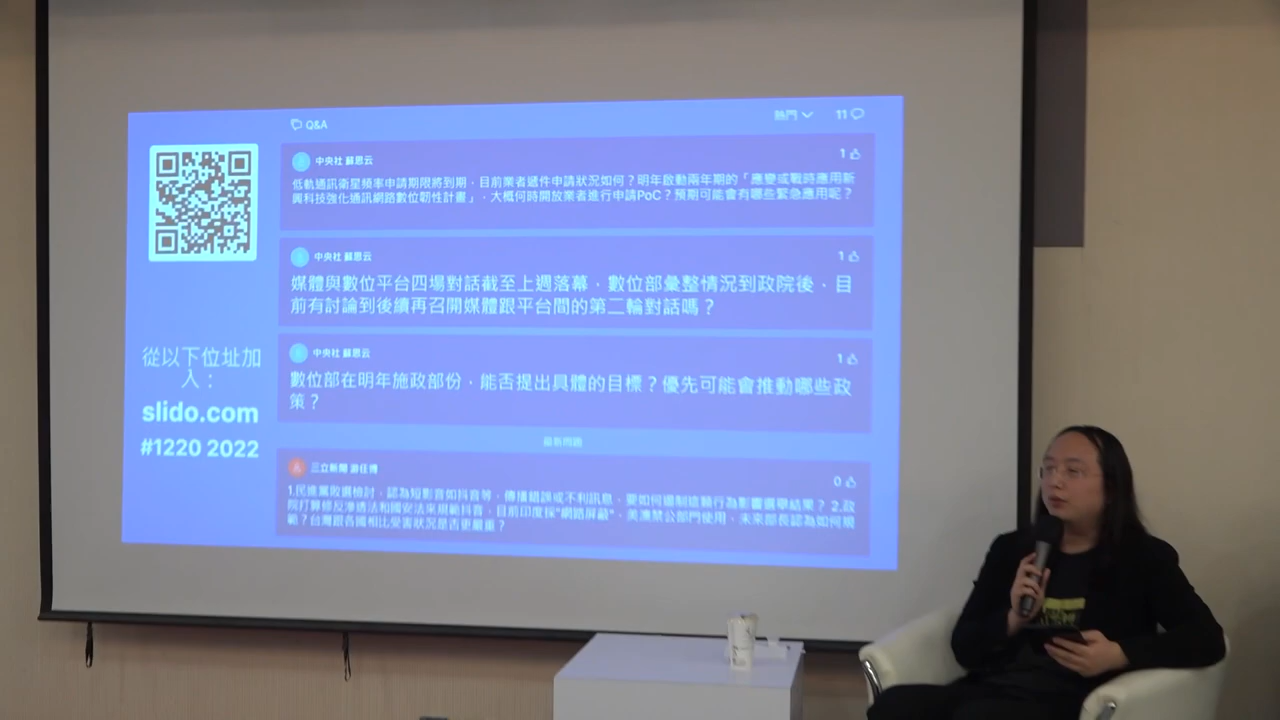 Q&A
熱門
11
中央社 蘇思云
1
低軌通訊衛星頻率申請期限將到期，目前業者遞件申請狀況如何？明年啟動兩年期的「應變或戰時應用新
興科技強化通訊網路數位韌性計畫」，大概何時開放業者進行申請PoC？預期可能會有哪些緊急應用呢？
中央社 蘇思云
1
媒體與數位平台四場對話截至上週落幕，數位部彙整情況到政院後，目
前有討論到後續再召開媒體跟平台間的第二輪對話嗎？
中央社 蘇思云
1
數位部在明年施政部份，能否提出具體的目標？優先可能會推動哪些政
策？
最新問題
三立新聞
0
1.民進黨敗選檢討，認為短影音如抖音等，傳播錯誤或不利訊息，要如何遏制這類行為影響選舉結果？ 2.政
院打算修反滲透法和國安法來規範抖音，目前印度採"網路屏蔽"，美澳禁公部門使用，未來部長認為如何規
範？台灣跟各國相比受害狀況是否更嚴重？
從以下位址加
入：
slido.com
#1220 2022